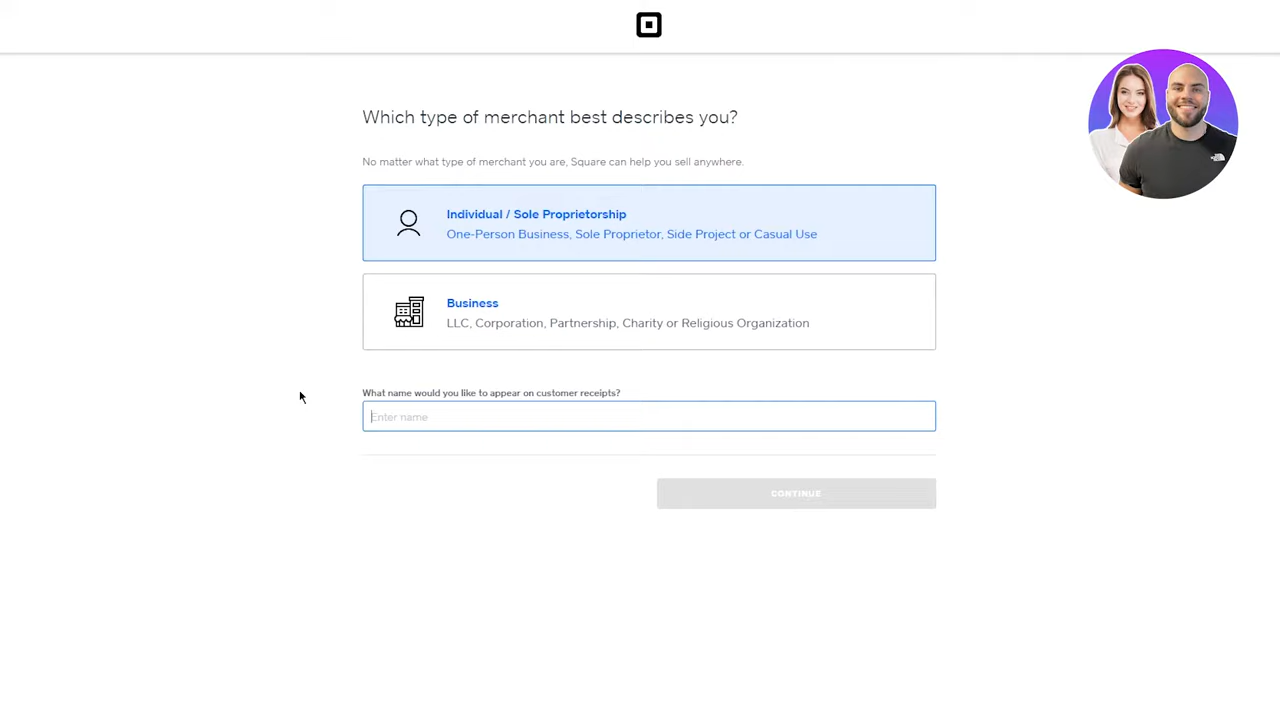 Which type of merchant best describes you?
No matter what type of merchant you are, Square can help you sell anywhere.
Individual / Sole Proprietorship
One-Person Business, Sole Proprietor, Side Project or Casual Use
Business
LLC, Corporation, Partnership, Charity or Religious Organization
What name would you like to appear on customer receipts?
Enter name
CONTINUE